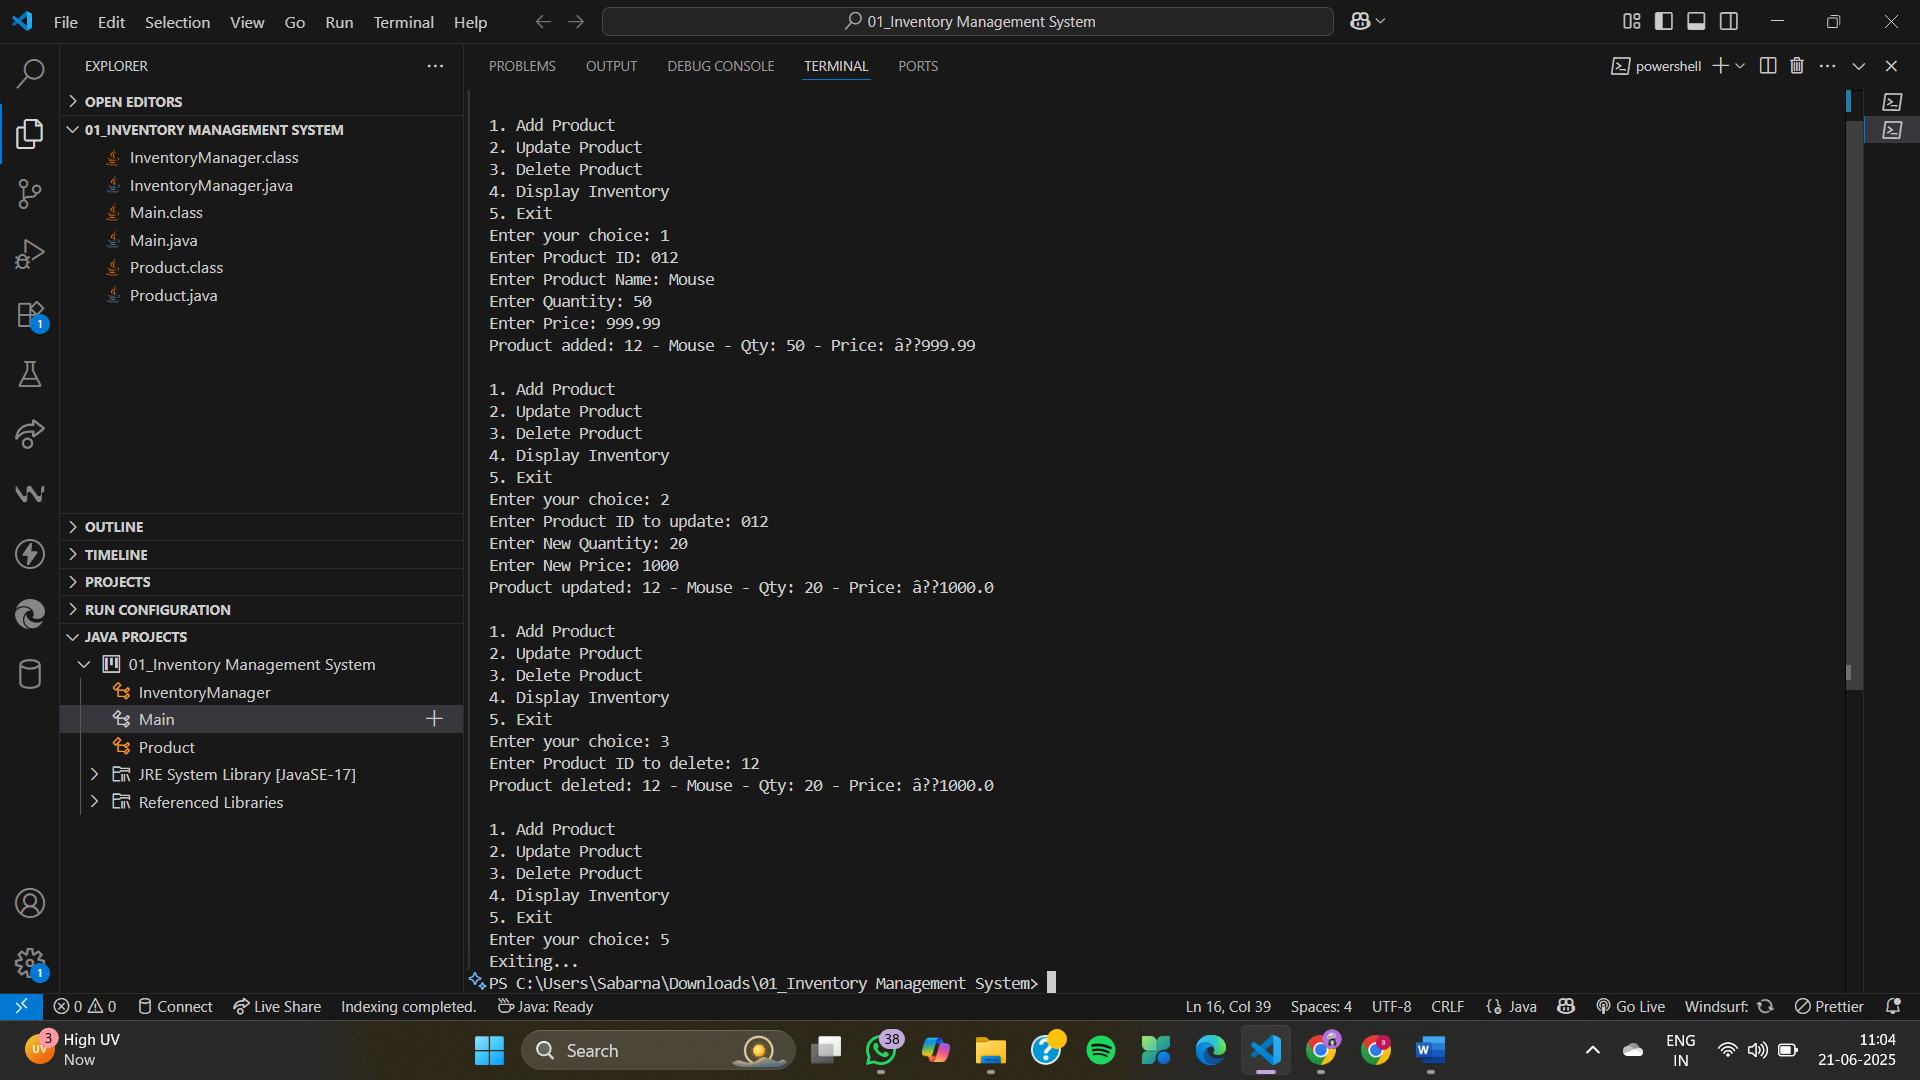 File Edit Selection View Go Run Terminal Help
01_Inventory Management System
EXPLORER
OPEN EDITORS
01_INVENTORY MANAGEMENT SYSTEM
InventoryManager.class
InventoryManager.java
Main.class
Main.java
Product.class
Product.java
OUTLINE
TIMELINE
PROJECTS
RUN CONFIGURATION
JAVA PROJECTS
01_Inventory Management System
InventoryManager
Main
Product
JRE System Library [JavaSE-17]
Referenced Libraries
1
1
PROBLEMS OUTPUT DEBUG CONSOLE TERMINAL PORTS
powershell
1. Add Product
2. Update Product
3. Delete Product
4. Display Inventory
5. Exit
Enter your choice: 1
Enter Product ID: 012
Enter Product Name: Mouse
Enter Quantity: 50
Enter Price: 999.99
Product added: 12 - Mouse - Qty: 50 - Price: â??999.99
1. Add Product
2. Update Product
3. Delete Product
4. Display Inventory
5. Exit
Enter your choice: 2
Enter Product ID to update: 012
Enter New Quantity: 20
Enter New Price: 1000
Product updated: 12 - Mouse - Qty: 20 - Price: â??1000.0
1. Add Product
2. Update Product
3. Delete Product
4. Display Inventory
5. Exit
Enter your choice: 3
Enter Product ID to delete: 12
Product deleted: 12 - Mouse - Qty: 20 - Price: â??1000.0
1. Add Product
2. Update Product
3. Delete Product
4. Display Inventory
5. Exit
Enter your choice: 5
Exiting...
PS C:\Users\Sabarna\Downloads\01_Inventory Management System>
0 0 Connect Live Share Indexing completed. Java: Ready Ln 16, Col 39 Spaces: 4 UTF-8 CRLF Java Go Live Windsurf: Prettier
UV 3 High UV
Now
Search
38
ENG
IN
11:04
21-06-2025